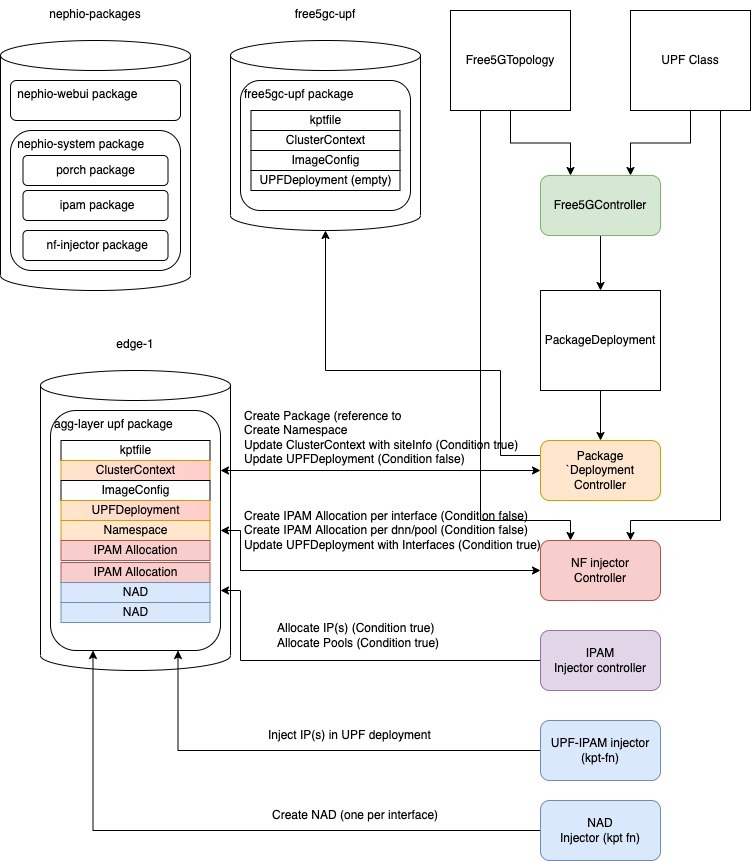 nephio-packages
free5gc-upf
nephio-webui package
nephio-system package
porch package
ipam package
nf-injector package
free5gc-upf package
kptfile
ClusterContext
ImageConfig
UPFDeployment (empty)
Free5GTopology
UPF Class
Free5GController
PackageDeployment
edge-1
agg-layer upf package
kptfile
ClusterContext
ImageConfig
UPFDeployment
Namespace
IPAM Allocation
IPAM Allocation
NAD
NAD
Create Package (reference to
Create Namespace
Update ClusterContext with siteInfo (Condition true)
Update UPFDeployment (Condition false)
Package
`Deployment
Controller
Create IPAM Allocation per interface (Condition false)
Create IPAM Allocation per dnn/pool (Condition false)
Update UPFDeployment with Interfaces (Condition true)
NF injector
Controller
Allocate IP(s) (Condition true)
Allocate Pools (Condition true)
IPAM
Injector controller
Inject IP(s) in UPF deployment
UPF-IPAM injector
(kpt-fn)
Create NAD (one per interface)
NAD
Injector (kpt fn)